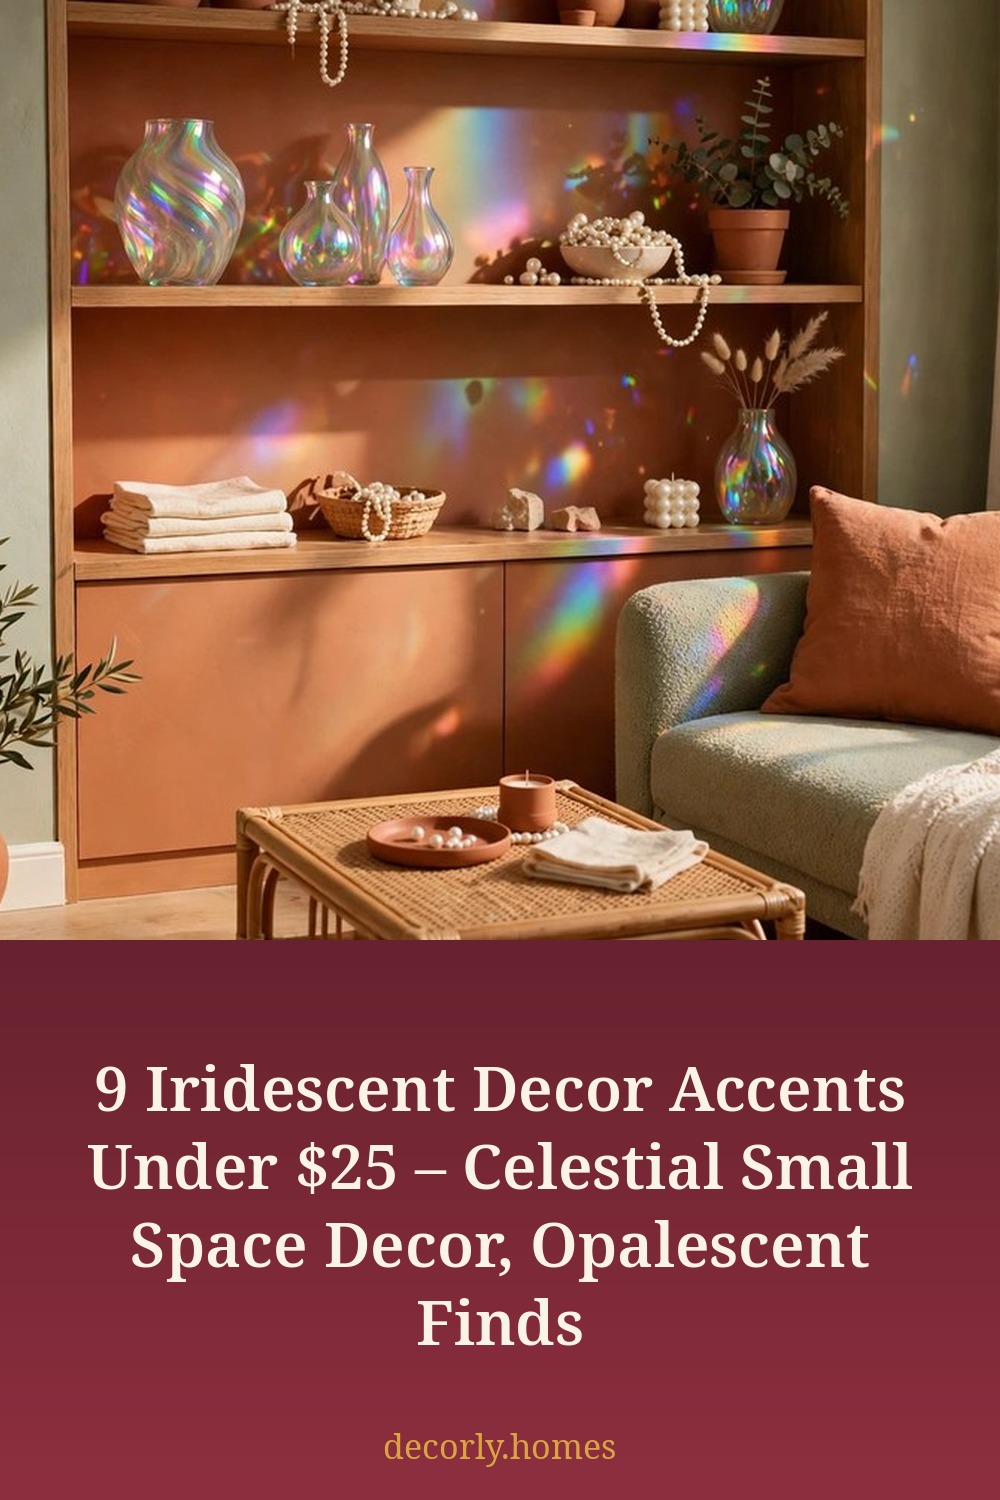 9 Iridescent Decor Accents
Under $25 – Celestial Small
Space Decor, Opalescent
Finds
decorly.homes